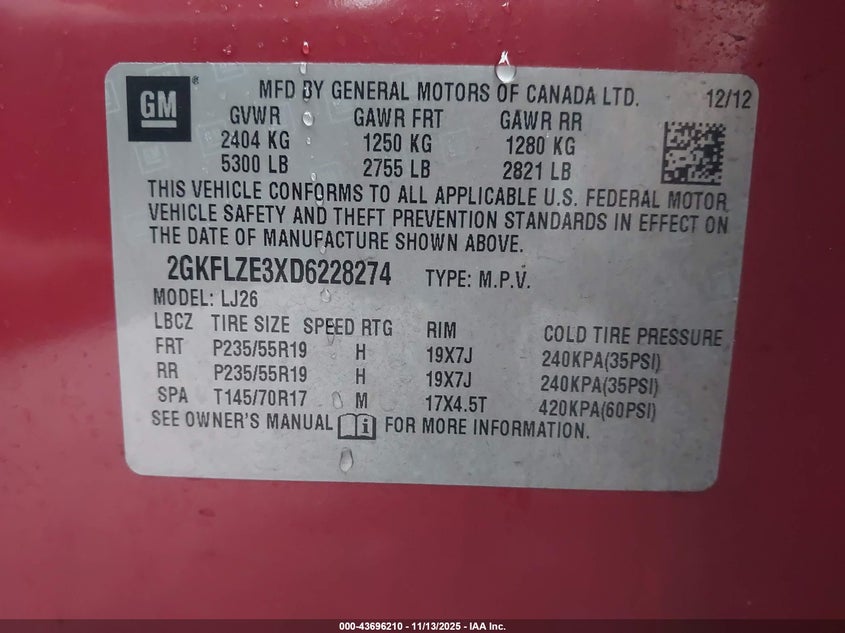 GM ® MFD BY GENERAL MOTORS OF CANADA LTD. 12/12
GVWR GAWR FRT GAWR RR
2404 KG 1250 KG 1280 KG
5300 LB 2755 LB 2821 LB
THIS VEHICLE CONFORMS TO ALL APPLICABLE U.S. FEDERAL MOTOR
VEHICLE SAFETY AND THEFT PREVENTION STANDARDS IN EFFECT ON
THE DATE OF MANUFACTURE SHOWN ABOVE.
2GKFLZE3XD6228274 TYPE: M.P.V.
MODEL: LJ26
LBCZ TIRE SIZE SPEED RTG RIM COLD TIRE PRESSURE
FRT P235/55R19 H 19X7J 240KPA(35PSI)
RR P235/55R19 H 19X7J 240KPA(35PSI)
SPA T145/70R17 M 17X4.5T 420KPA(60PSI)
SEE OWNER'S MANUAL i FOR MORE INFORMATION.
000-43696210 - 11/13/2025 - IAA Inc.